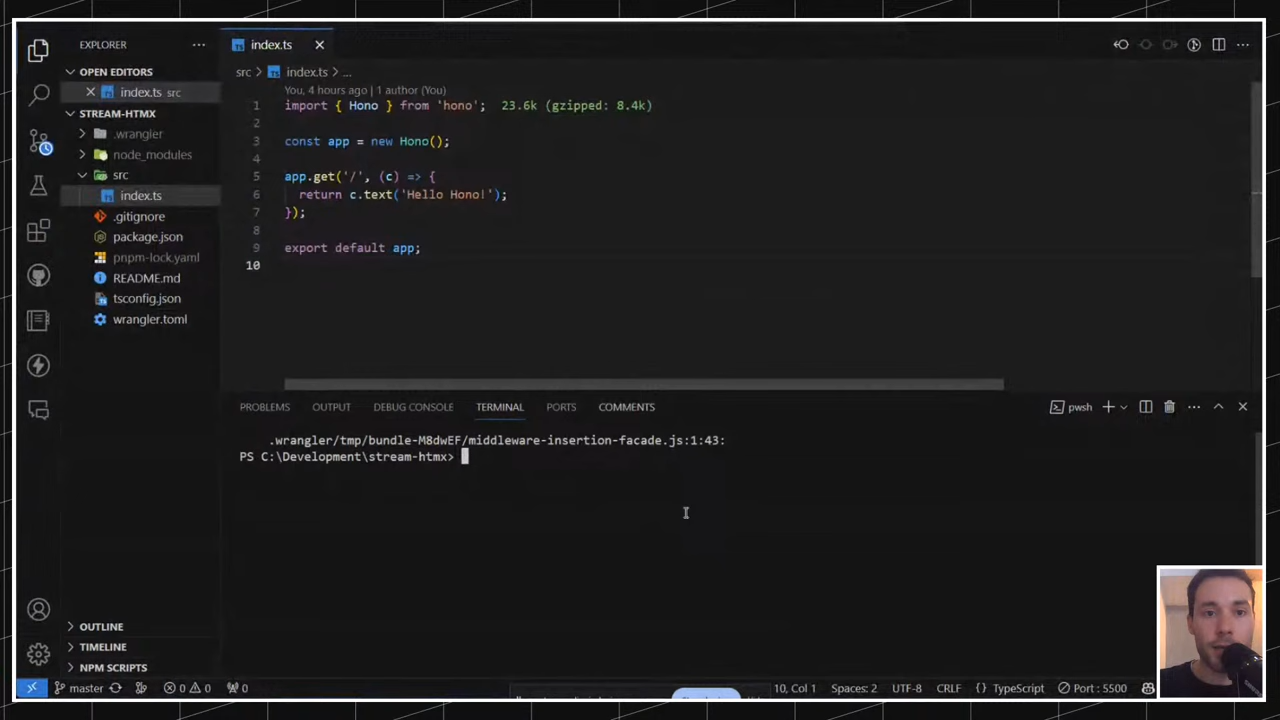 EXPLORER
OPEN EDITORS
index.ts src
STREAM-HTMX
.wrangler
node_modules
src
index.ts
.gitignore
package.json
pnpm-lock.yaml
README.md
tsconfig.json
wrangler.toml
OUTLINE
TIMELINE
NPM SCRIPTS
index.ts
src > index.ts > ...
You, 4 hours ago | 1 author (You)
1 import { Hono } from 'hono'; 23.6k (gzipped: 8.4k)
2
3 const app = new Hono();
4
5 app.get('/', (c) => {
6 return c.text('Hello Hono!');
7 });
8
9 export default app;
10
PROBLEMS OUTPUT DEBUG CONSOLE TERMINAL PORTS COMMENTS
pwsh
.wrangler/tmp/bundle-M8dwEF/middleware-insertion-facade.js:1:43:
PS C:\Development\stream-htmx>
master 0 0 0 10, Col 1 Spaces: 2 UTF-8 CRLF {} TypeScript Port : 5500